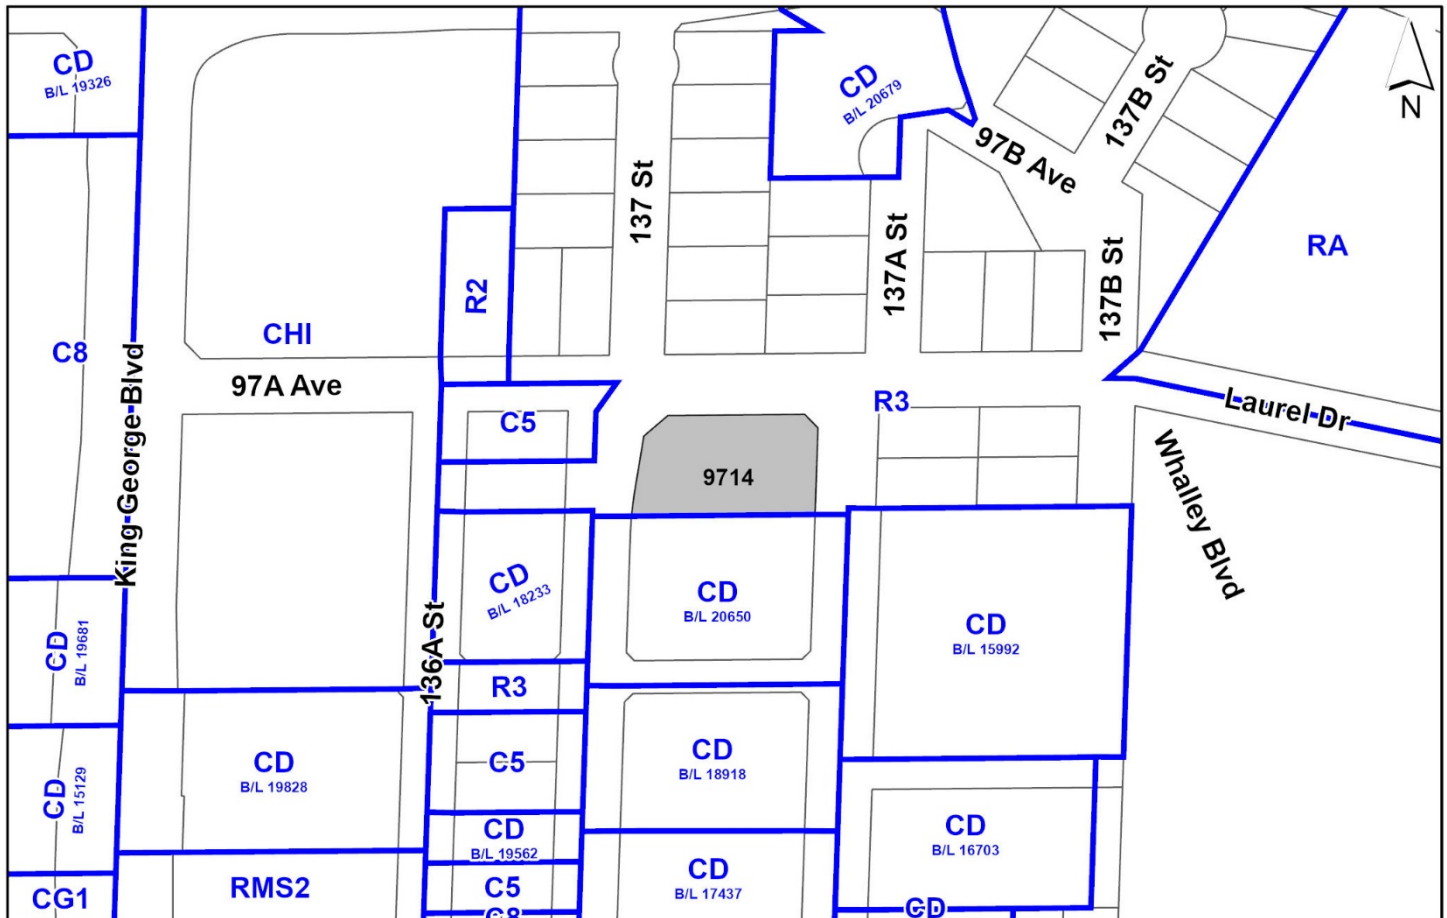 CD
B/L 19326
CD
B/L 20679
N
137B St
97B Ave
137 St
137A St
137B St
RA
R2
CHI
C8
97A Ave
King George Blvd
C5
R3
Laurel Dr
9714
Whalley Blvd
CD
B/L 18233
CD
B/L 20650
CD
B/L 15992
136A St
CD
B/L 19681
R3
CD
B/L 19828
C5
CD
B/L 18918
CD
B/L 15129
CD
B/L 19562
CD
B/L 16703
CG1
RMS2
C5
CD
B/L 17437
CD
C8